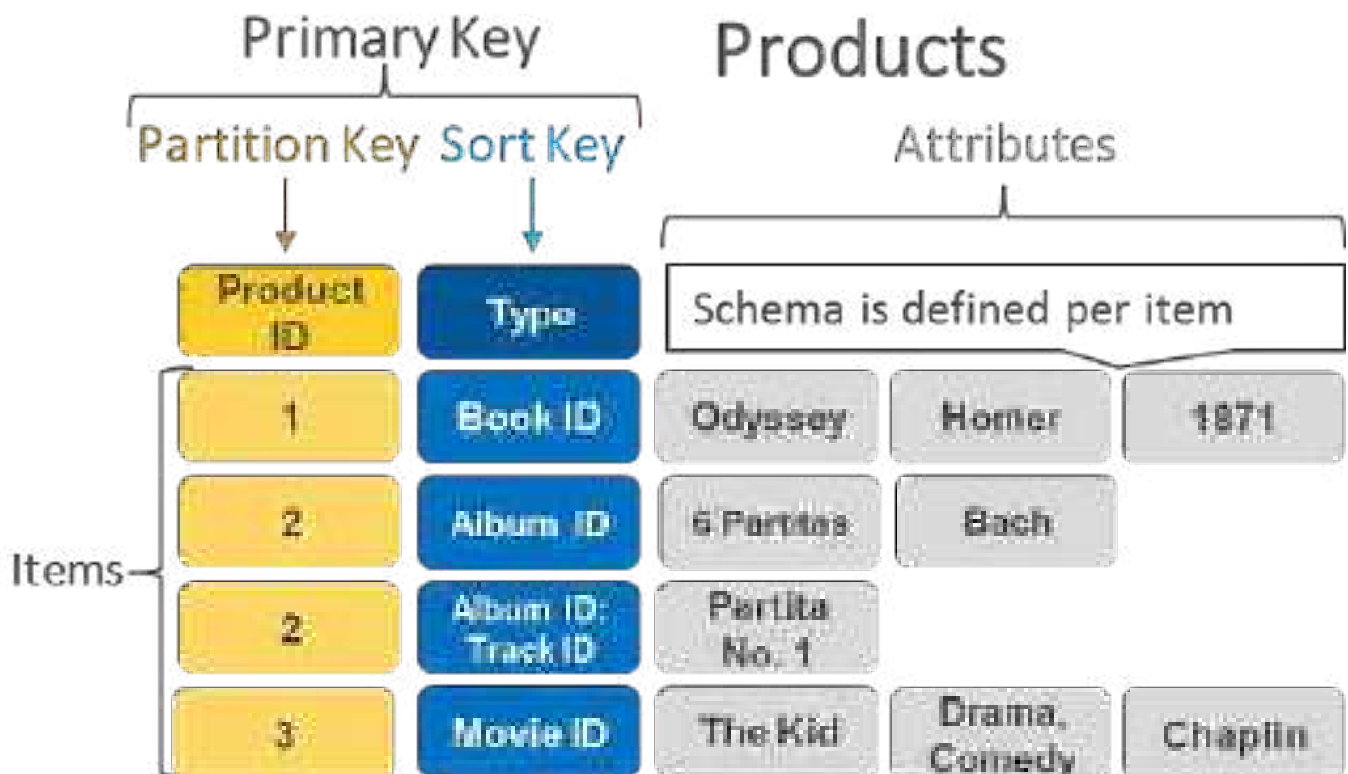 Primary Key
Products
Partition Key
Sort Key
Attributes
Product
ID
Type
Schema is defined per item
Items
1
Book ID
Odyssey
Homer
1871
2
Album ID
6 Partitas
Bach
2
Album ID:
Track ID
Partita
No. 1
3
Movie ID
The Kid
Drama,
Comedy
Chaplin